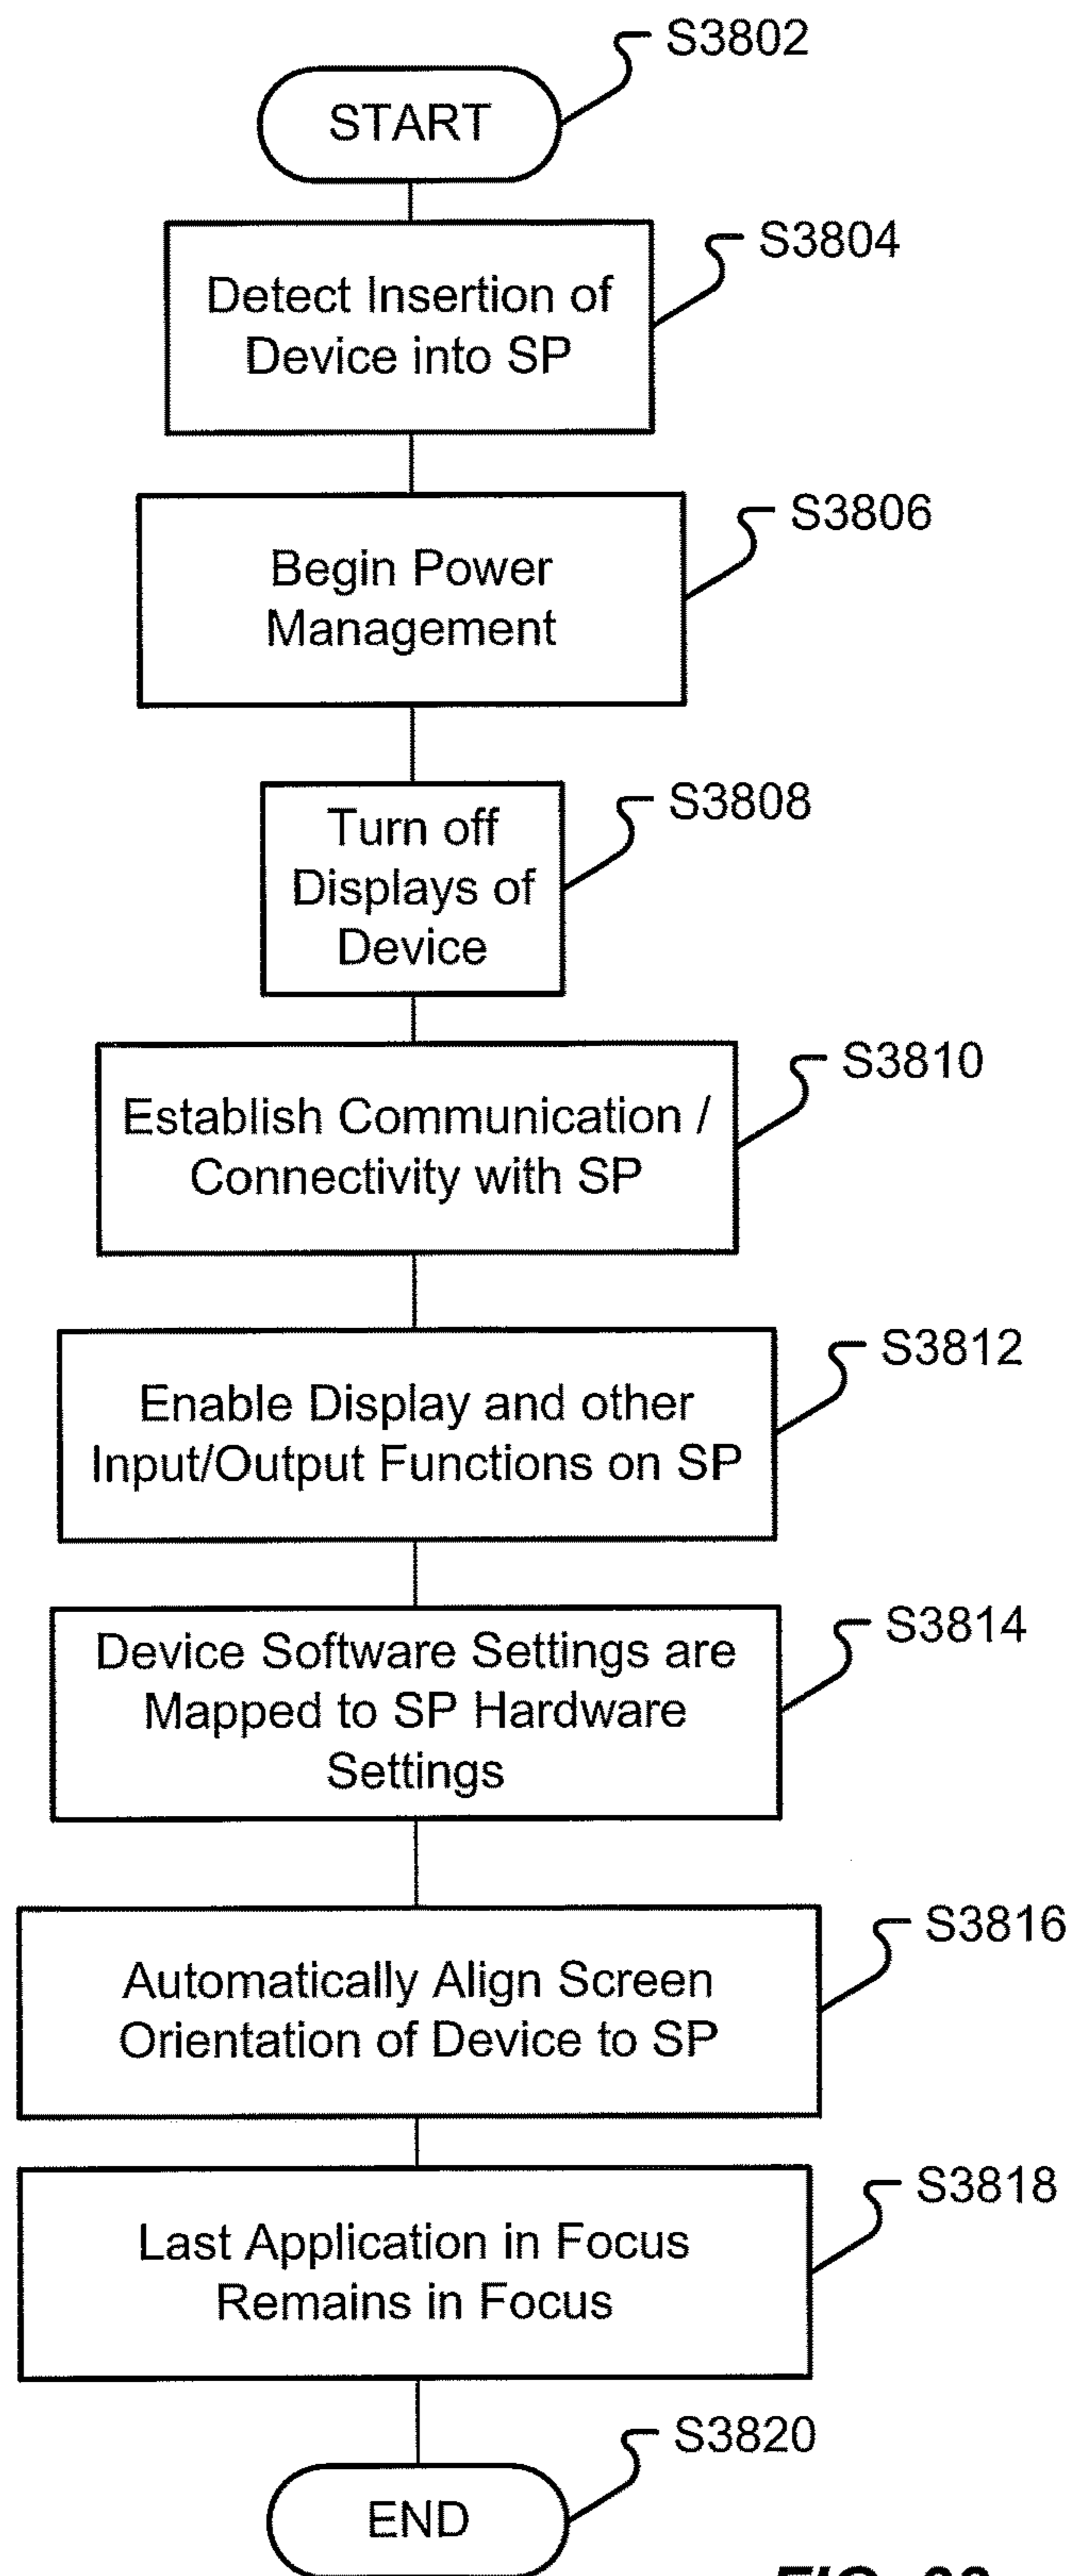 S3802
START
S3804
Detect Insertion of
Device into SP
S3806
Begin Power
Management
S3808
Turn off
Displays of
Device
S3810
Establish Communication /
Connectivity with SP
S3812
Enable Display and other
Input/Output Functions on SP
S3814
Device Software Settings are
Mapped to SP Hardware
Settings
S3816
Automatically Align Screen
Orientation of Device to SP
S3818
Last Application in Focus
Remains in Focus
S3820
END